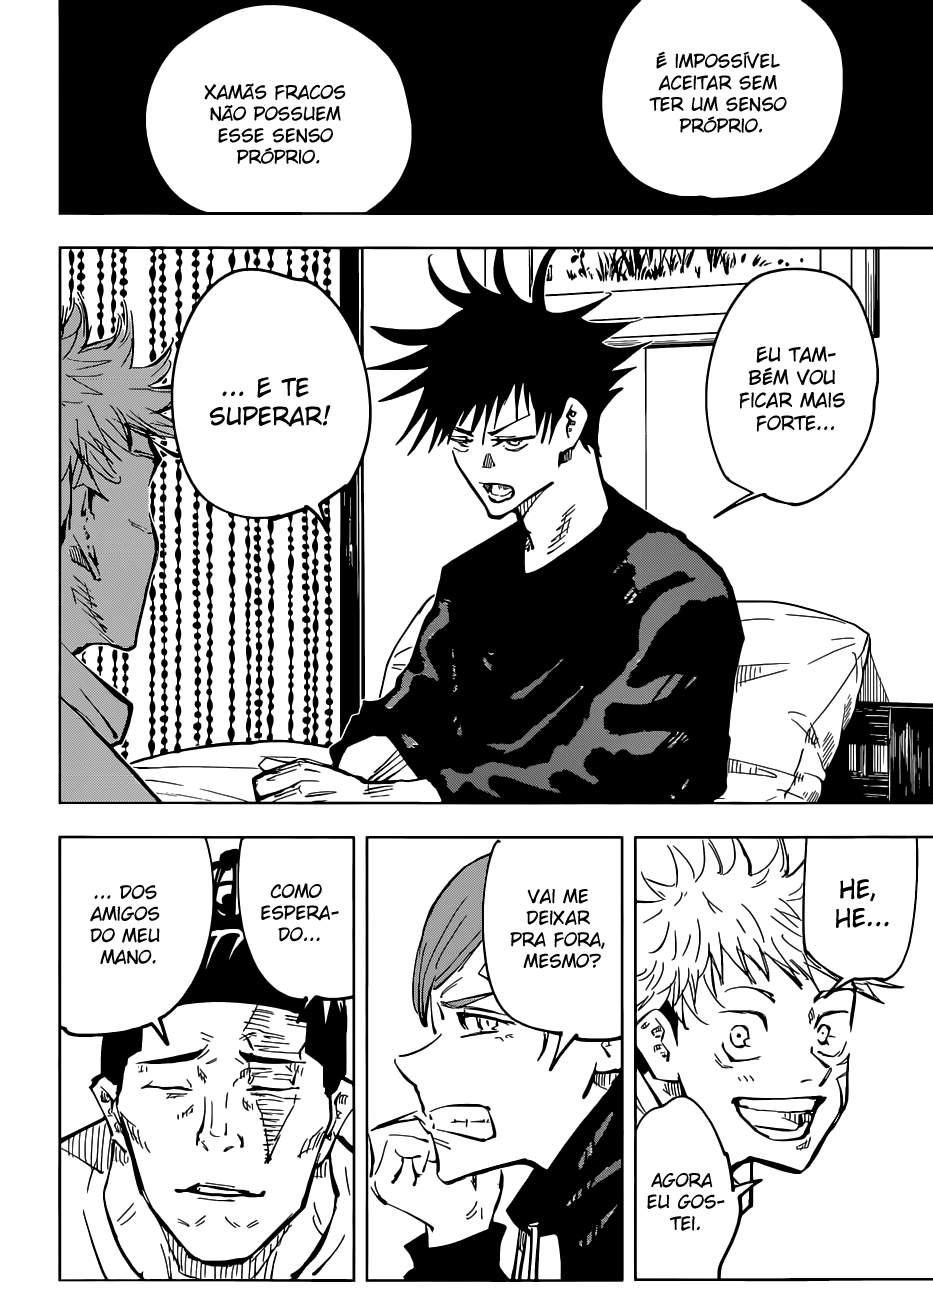 É IMPOSSÍVEL
ACEITAR SEM
TER UM SENSO
PRÓPRIO.
XAMÃS FRACOS
NÃO POSSUEM
ESSE SENSO
PRÓPRIO.
EU TAM-
BÉM VOU
FICAR MAIS
FORTE...
... E TE
SUPERAR!
HE,
HE...
AGORA
EU GOS-
TEI.
VAI ME
DEIXAR
PRA FORA,
MESMO?
COMO
ESPERA-
DO...
... DOS
AMIGOS
DO MEU
MANO.